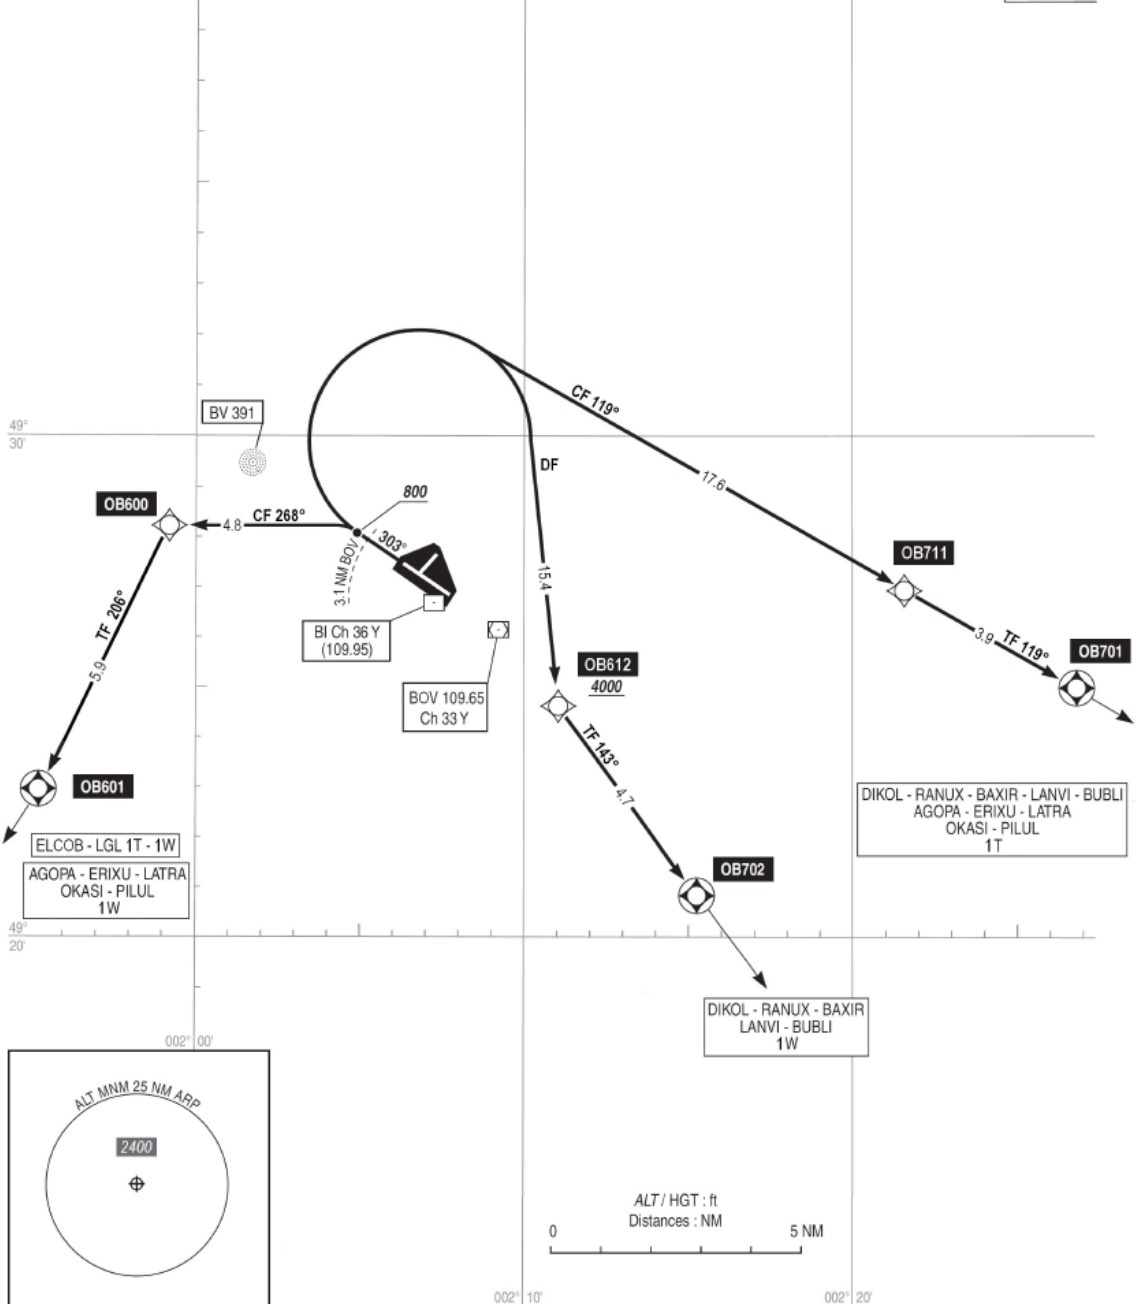 CF 119°
BV 391
49°
30'
DF
17.6
800
OB600
4.8
CF 268°
303°
3.1 NM BOV
OB711
TF 206°
15.4
BI Ch 36 Y
(109.95)
3.9
TF 119°
OB701
OB612
4000
5.9
BOV 109.65
Ch 33 Y
TF 143°
OB601
4.7
DIKOL - RANUX - BAXIR - LANVI - BUBLI
AGOPA - ERIXU - LATRA
OKASI - PILUL
1T
ELCOB - LGL 1T - 1W
AGOPA - ERIXU - LATRA
OKASI - PILUL
1W
OB702
49°
20'
DIKOL - RANUX - BAXIR
LANVI - BUBLI
1W
002° 00'
ALT MNM 25 NM ARP
2400
ALT / HGT : ft
Distances : NM
0
5 NM
002° 10'
002° 20'